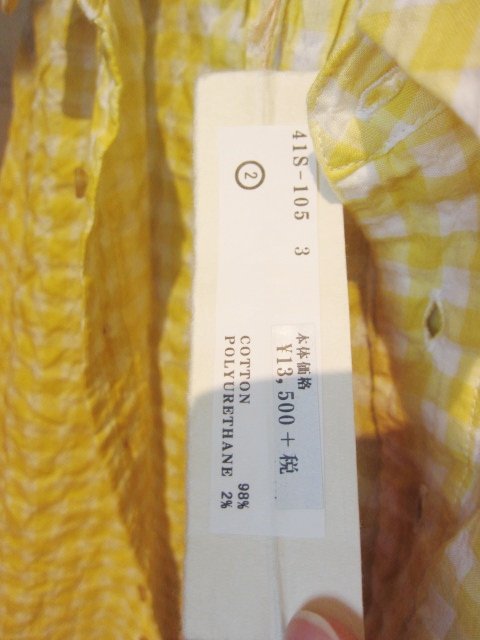 41S-105 3
②
本体価格
¥13,500+税
COTTON 98%
POLYURETHANE 2%